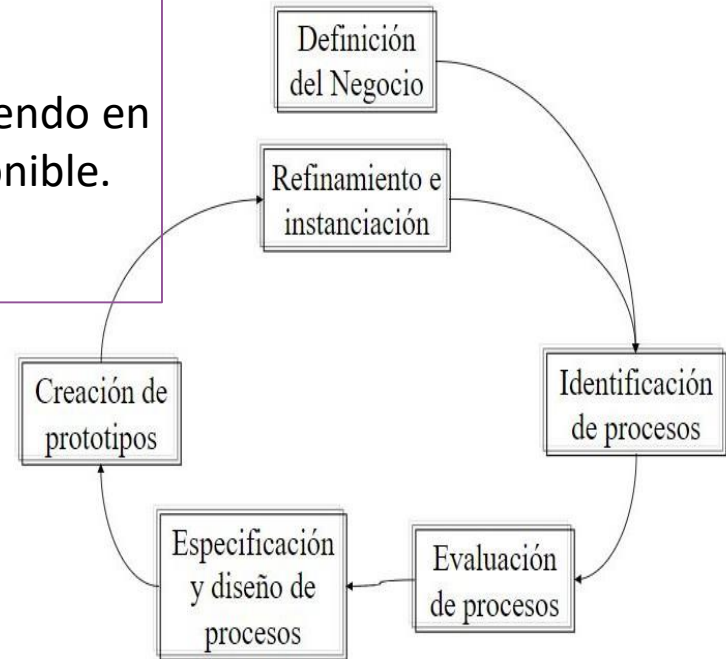 endo en
onible.
Definición
del Negocio
Refinamiento e
instanciación
Identificación
de procesos
Evaluación
de procesos
Especificación
y diseño de
procesos
Creación de
prototipos